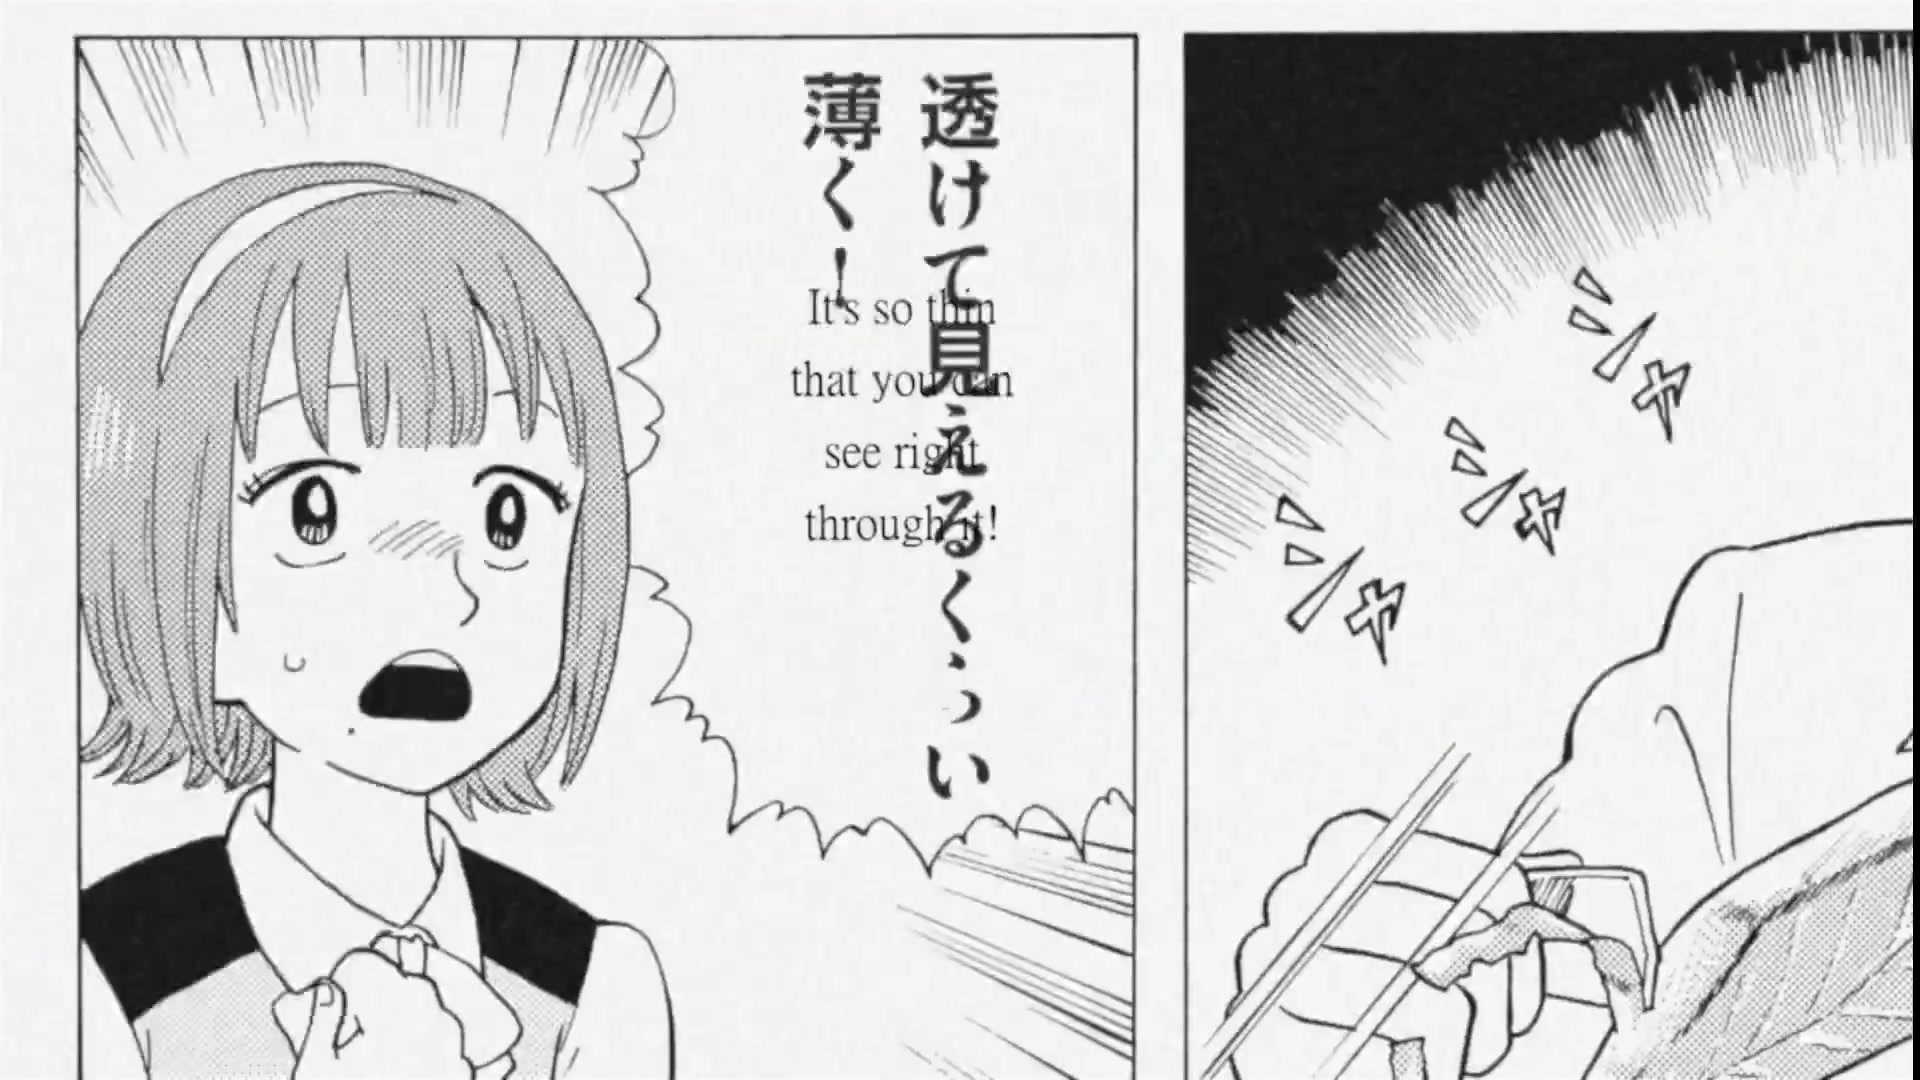 透けて見えるくらい
薄く!
It's so thin
that you can
see right
through it!
シャ
シャ
シャ